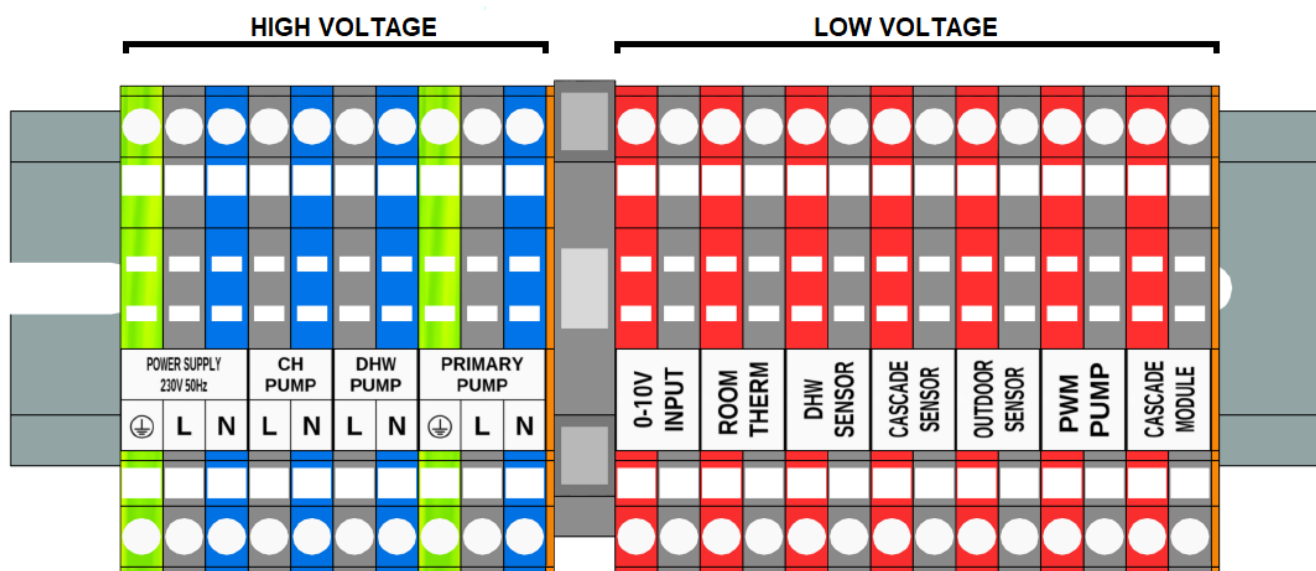 HIGH VOLTAGE
LOW VOLTAGE
POWER SUPPLY
230V 50Hz
CH
PUMP
DHW
PUMP
PRIMARY
PUMP
L
N
L
N
L
N
L
N
0-10V
INPUT
ROOM
THERM
DHW
SENSOR
CASCADE
SENSOR
OUTDOOR
SENSOR
PWM
PUMP
CASCADE
MODULE